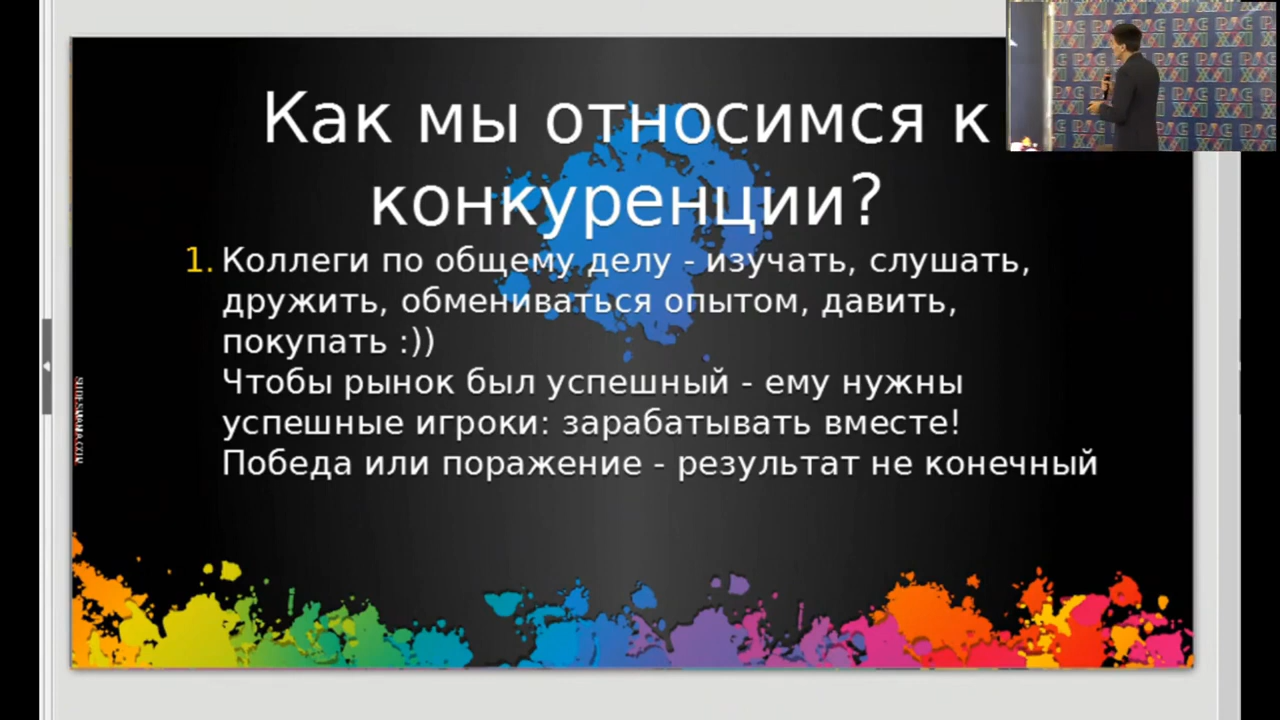 Как мы относимся к
конкуренции?
1. Коллеги по общему делу - изучать, слушать,
дружить, обмениваться опытом, давить,
покупать :))
Чтобы рынок был успешный - ему нужны
успешные игроки: зарабатывать вместе!
Победа или поражение - результат не конечный